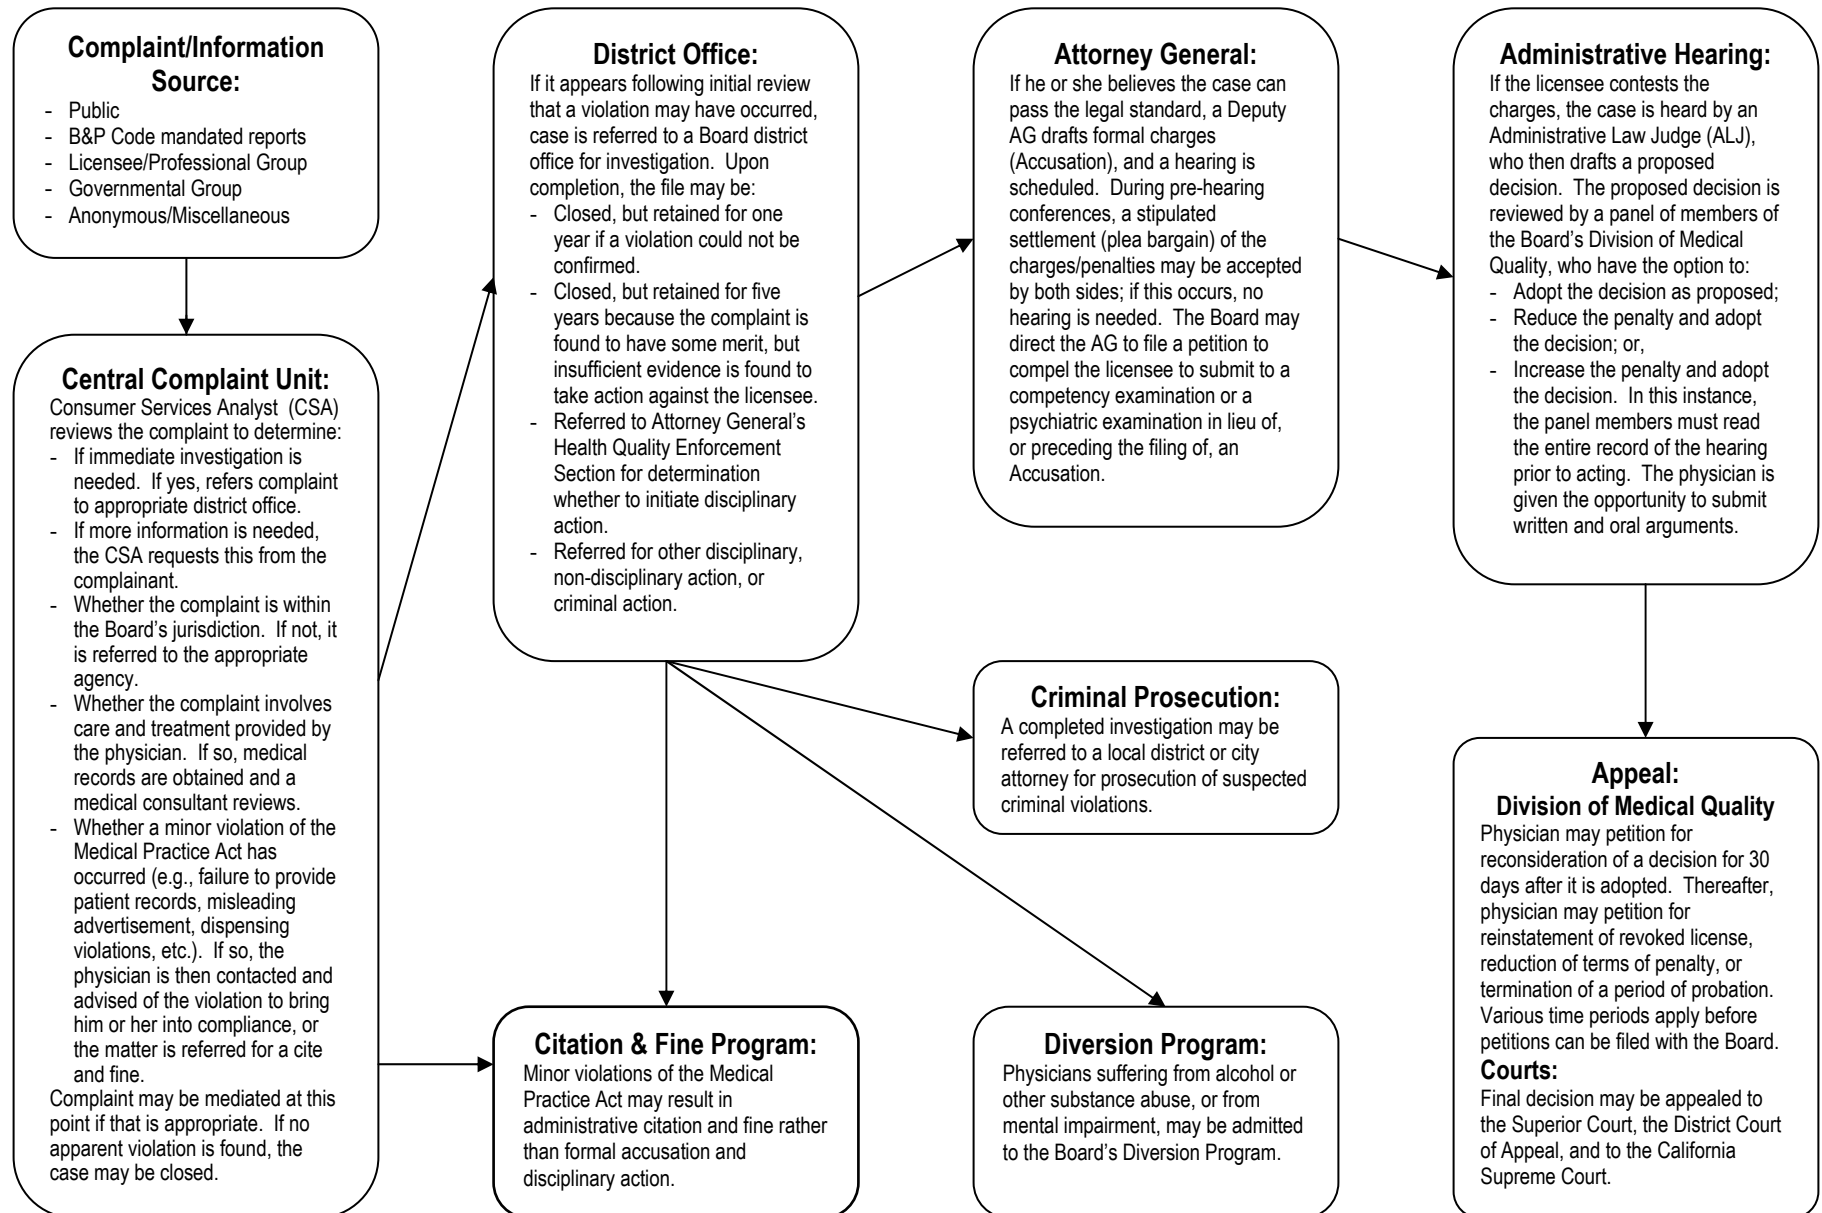 Complaint/Information
Source:
- Public
- B&P Code mandated reports
- Licensee/Professional Group
- Governmental Group
- Anonymous/Miscellaneous
Central Complaint Unit:
Consumer Services Analyst (CSA)
reviews the complaint to determine:
- If immediate investigation is
needed. If yes, refers complaint
to appropriate district office.
- If more information is needed,
the CSA requests this from the
complainant.
- Whether the complaint is within
the Board's jurisdiction. If not, it
is referred to the appropriate
agency.
- Whether the complaint involves
care and treatment provided by
the physician. If so, medical
records are obtained and a
medical consultant reviews.
- Whether a minor violation of the
Medical Practice Act has
occurred (e.g., failure to provide
patient records, misleading
advertisement, dispensing
violations, etc.). If so, the
physician is then contacted and
advised of the violation to bring
him or her into compliance, or
the matter is referred for a cite
and fine.
Complaint may be mediated at this
point if that is appropriate. If no
apparent violation is found, the
case may be closed.
District Office:
If it appears following initial review
that a violation may have occurred,
case is referred to a Board district
office for investigation. Upon
completion, the file may be:
- Closed, but retained for one
year if a violation could not be
confirmed.
- Closed, but retained for five
years because the complaint is
found to have some merit, but
insufficient evidence is found to
take action against the licensee.
- Referred to Attorney General's
Health Quality Enforcement
Section for determination
whether to initiate disciplinary
action.
- Referred for other disciplinary,
non-disciplinary action, or
criminal action.
Citation & Fine Program:
Minor violations of the Medical
Practice Act may result in
administrative citation and fine rather
than formal accusation and
disciplinary action.
Attorney General:
If he or she believes the case can
pass the legal standard, a Deputy
AG drafts formal charges
(Accusation), and a hearing is
scheduled. During pre-hearing
conferences, a stipulated
settlement (plea bargain) of the
charges/penalties may be accepted
by both sides; if this occurs, no
hearing is needed. The Board may
direct the AG to file a petition to
compel the licensee to submit to a
competency examination or a
psychiatric examination in lieu of,
or preceding the filing of, an
Accusation.
Criminal Prosecution:
A completed investigation may be
referred to a local district or city
attorney for prosecution of suspected
criminal violations.
Diversion Program:
Physicians suffering from alcohol or
other substance abuse, or from
mental impairment, may be admitted
to the Board's Diversion Program.
Administrative Hearing:
If the licensee contests the
charges, the case is heard by an
Administrative Law Judge (ALJ),
who then drafts a proposed
decision. The proposed decision is
reviewed by a panel of members of
the Board's Division of Medical
Quality, who have the option to:
- Adopt the decision as proposed;
- Reduce the penalty and adopt
the decision; or,
- Increase the penalty and adopt
the decision. In this instance,
the panel members must read
the entire record of the hearing
prior to acting. The physician is
given the opportunity to submit
written and oral arguments.
Appeal:
Division of Medical Quality
Physician may petition for
reconsideration of a decision for 30
days after it is adopted. Thereafter,
physician may petition for
reinstatement of revoked license,
reduction of terms of penalty, or
termination of a period of probation.
Various time periods apply before
petitions can be filed with the Board.
Courts:
Final decision may be appealed to
the Superior Court, the District Court
of Appeal, and to the California
Supreme Court.